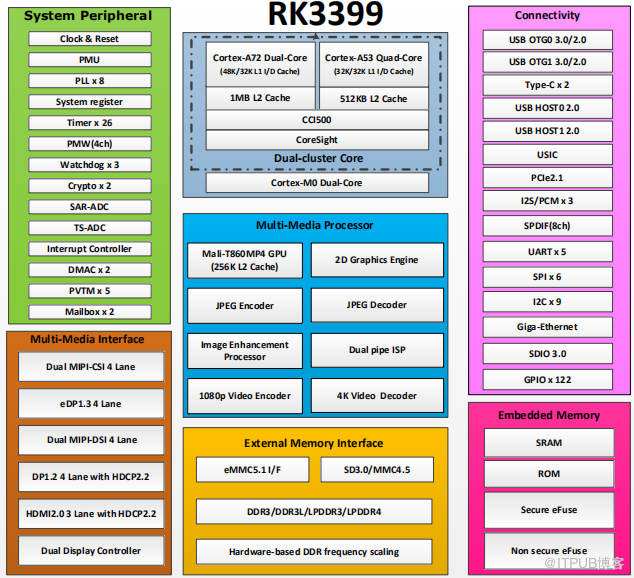 RK3399
System Peripheral
Clock & Reset
PMU
PLL x 8
System register
Timer x 26
PMW(4ch)
Watchdog x 3
Crypto x 2
SAR-ADC
TS-ADC
Interrupt Controller
DMAC x 2
PVTM x 5
Mailbox x 2
Multi-Media Interface
Dual MIPI-CSI 4 Lane
eDP1.3 4 Lane
Dual MIPI-DSI 4 Lane
DP1.2 4 Lane with HDCP2.2
HDMI2.0 3 Lane with HDCP2.2
Dual Display Controller
Cortex-A72 Dual-Core
(48K/32K L1 I/D Cache)
Cortex-A53 Quad-Core
(32K/32K L1 I/D Cache)
1MB L2 Cache
512KB L2 Cache
CCI500
CoreSight
Dual-cluster Core
Cortex-M0 Dual-Core
Multi-Media Processor
Mali-T860MP4 GPU
(256K L2 Cache)
2D Graphics Engine
JPEG Encoder
JPEG Decoder
Image Enhancement
Processor
Dual pipe ISP
1080p Video Encoder
4K Video Decoder
External Memory Interface
eMMC5.1 I/F
SD3.0/MMC4.5
DDR3/DDR3L/LPDDR3/LPDDR4
Hardware-based DDR frequency scaling
Connectivity
USB OTG0 3.0/2.0
USB OTG1 3.0/2.0
Type-C x 2
USB HOST0 2.0
USB HOST1 2.0
USIC
PCIe2.1
I2S/PCM x 3
SPDIF(8ch)
UART x 5
SPI x 6
I2C x 9
Giga-Ethernet
SDIO 3.0
GPIO x 122
Embedded Memory
SRAM
ROM
Secure eFuse
Non secure eFuse
@ITPUB博客